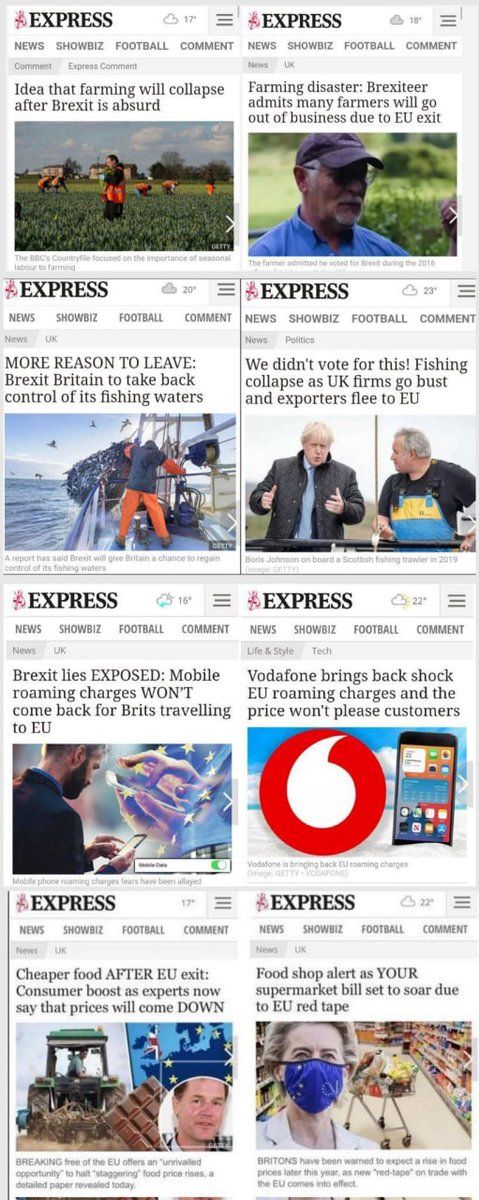 EXPRESS
17°
NEWS SHOWBIZ FOOTBALL COMMENT
Comment Express Comment
Idea that farming will collapse
after Brexit is absurd
GETTY
The BBC's Countryfile focused on the importance of seasonal
labour to farming
EXPRESS
18°
NEWS SHOWBIZ FOOTBALL COMMENT
News UK
Farming disaster: Brexiteer
admits many farmers will go
out of business due to EU exit
The farmer admitted he voted for Brexit during the 2016
EXPRESS
20°
NEWS SHOWBIZ FOOTBALL COMMENT
News UK
MORE REASON TO LEAVE:
Brexit Britain to take back
control of its fishing waters
GETTY
A report has said Brexit will give Britain a chance to regain
control of its fishing waters
EXPRESS
23°
NEWS SHOWBIZ FOOTBALL COMMENT
News Politics
We didn't vote for this! Fishing
collapse as UK firms go bust
and exporters flee to EU
Boris Johnson on board a Scottish fishing trawler in 2019
(Image: GETTY)
EXPRESS
16°
NEWS SHOWBIZ FOOTBALL COMMENT
News UK
Brexit lies EXPOSED: Mobile
roaming charges WON'T
come back for Brits travelling
to EU
Mobile Data
Mobile phone roaming charges fears have been allayed
EXPRESS
22°
NEWS SHOWBIZ FOOTBALL COMMENT
Life & Style Tech
Vodafone brings back shock
EU roaming charges and the
price won't please customers
Vodafone is bringing back EU roaming charges
(Image: GETTY • VODAFONE)
EXPRESS
17°
NEWS SHOWBIZ FOOTBALL COMMENT
News UK
Cheaper food AFTER EU exit:
Consumer boost as experts now
say that prices will come DOWN
GETTY
BREAKING free of the EU offers an "unrivalled
opportunity" to halt "staggering" food price rises, a
detailed paper revealed today.
EXPRESS
22°
NEWS SHOWBIZ FOOTBALL COMMENT
News UK
Food shop alert as YOUR
supermarket bill set to soar due
to EU red tape
BRITONS have been warned to expect a rise in food
prices later this year, as new "red-tape" on trade with
the EU comes into effect.